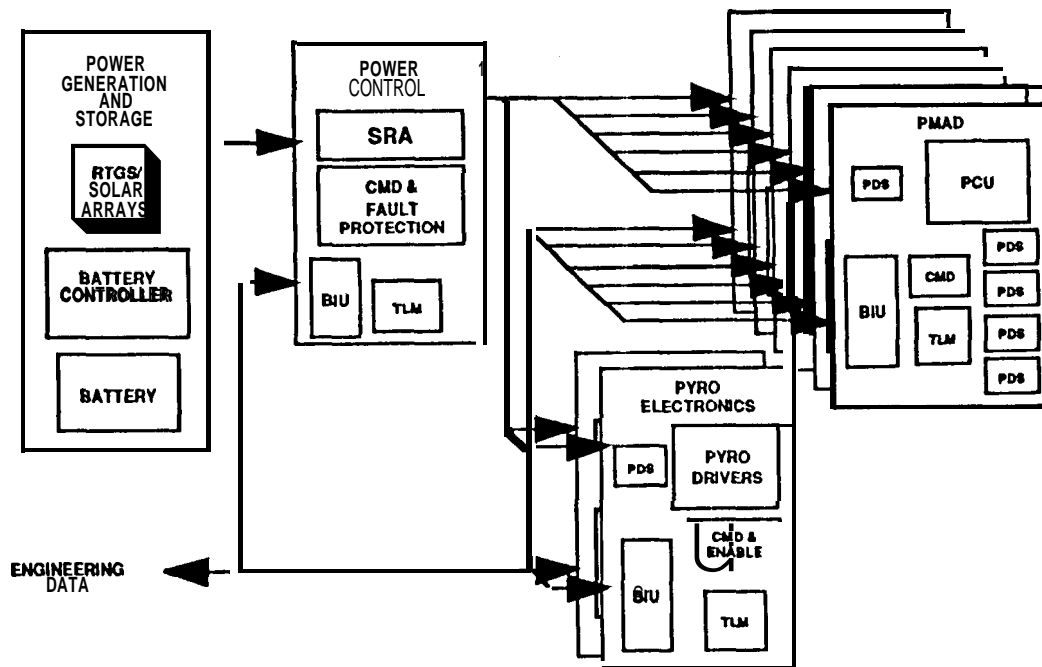 POWER
GENERATION
AND
STORAGE
RTGS/
SOLAR
ARRAYS
BATTERY
CONTROLLER
BATTERY
POWER
CONTROL
SRA
CMD &
FAULT
PROTECTION
BIU
TLM
PMAD
PDS
PCU
BIU
CMD
TLM
PDS
PDS
PDS
PDS
PYRO
ELECTRONICS
PDS
PYRO
DRIVERS
CMD &
ENABLE
BIU
TLM
ENGINEERING
DATA